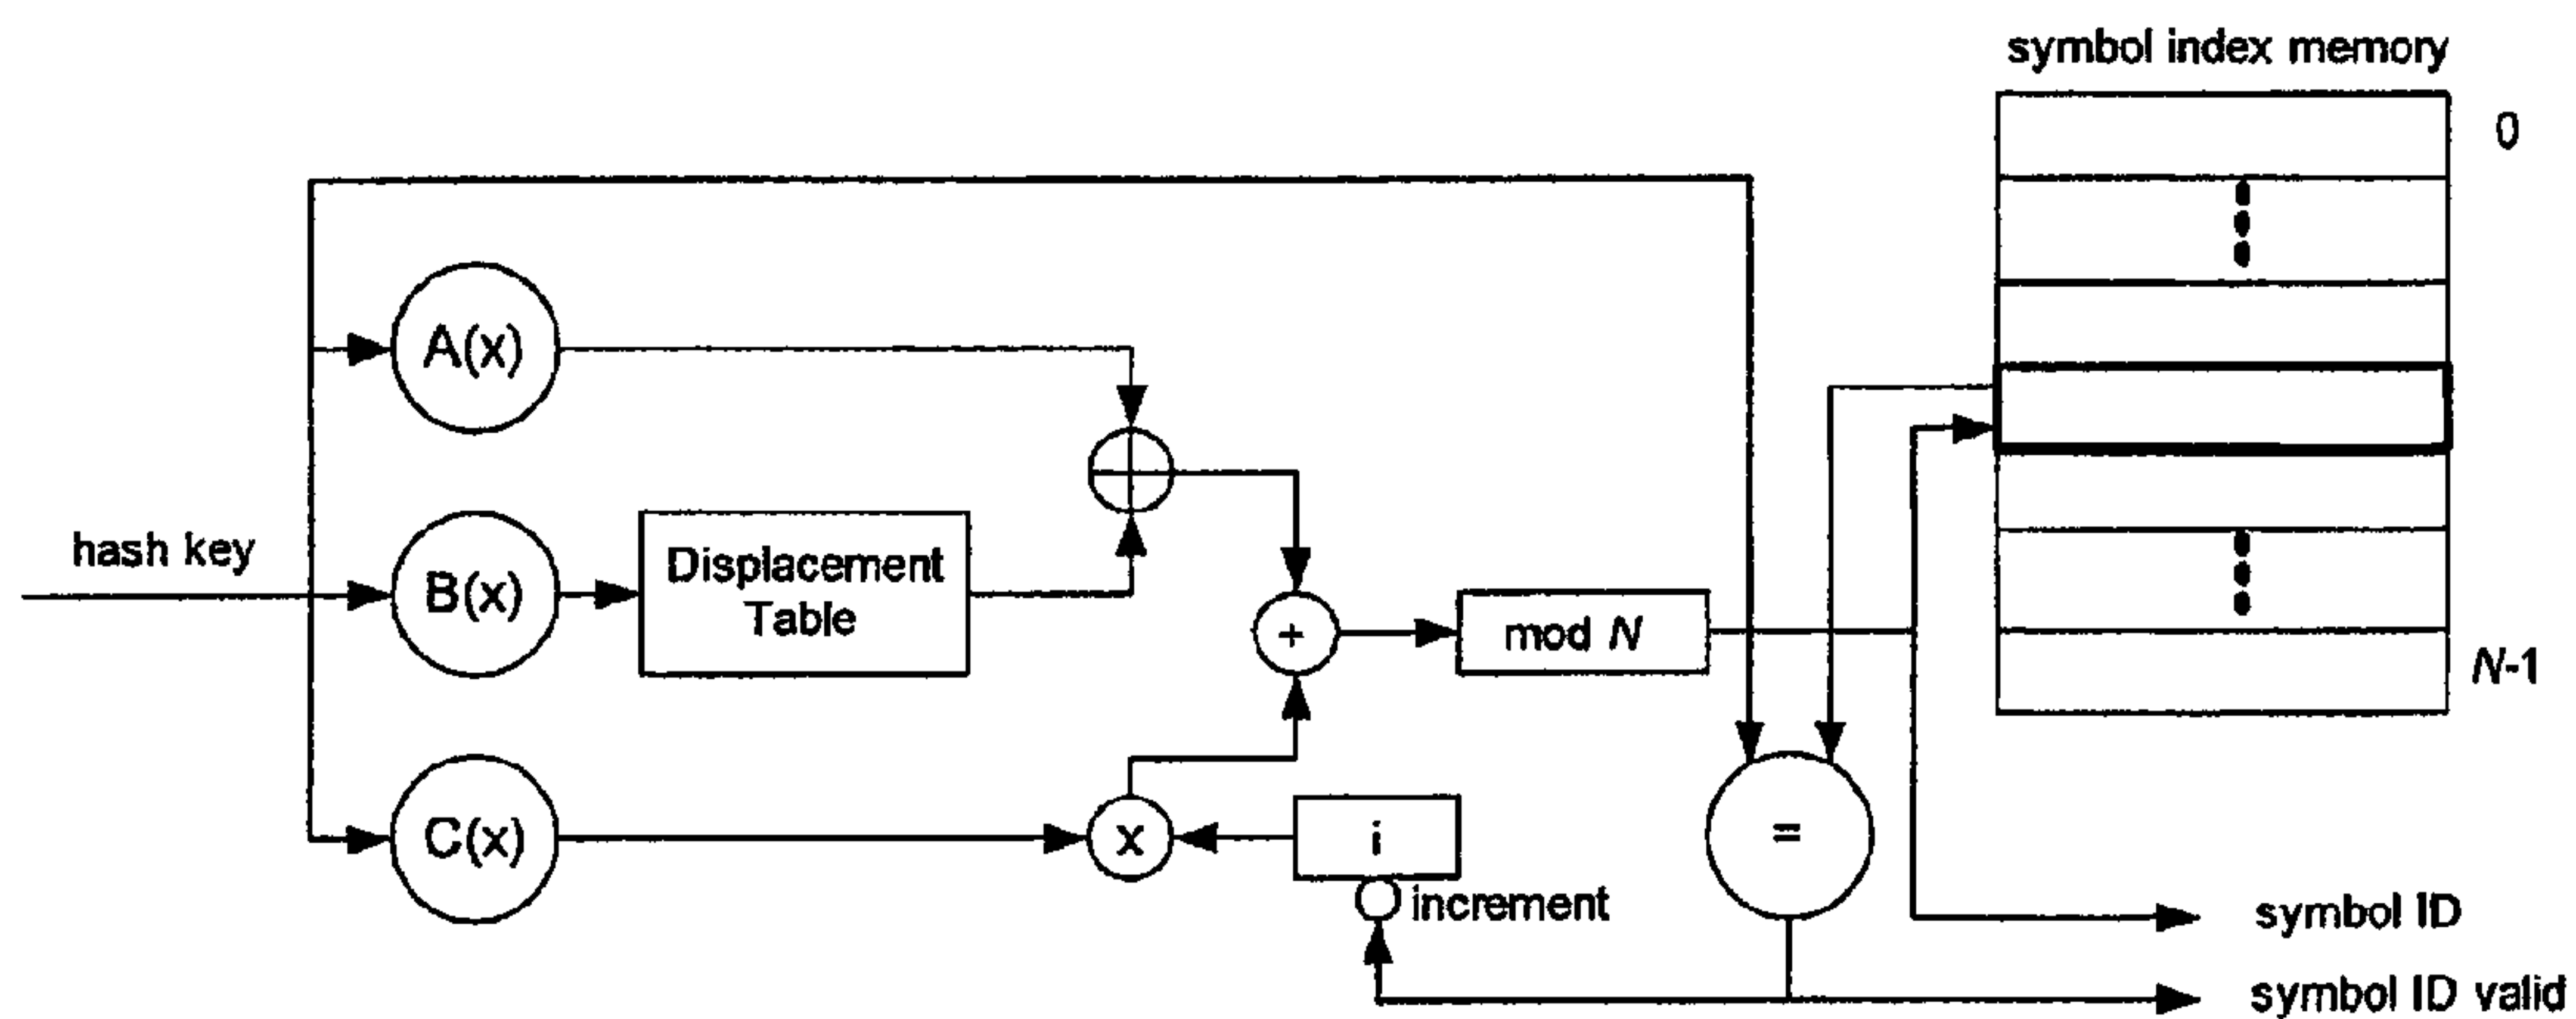 symbol index memory
0
A(x)
hash key
B(x)
Displacement
Table
+
mod N
N-1
C(x)
x
i
=
increment
symbol ID
symbol ID valid